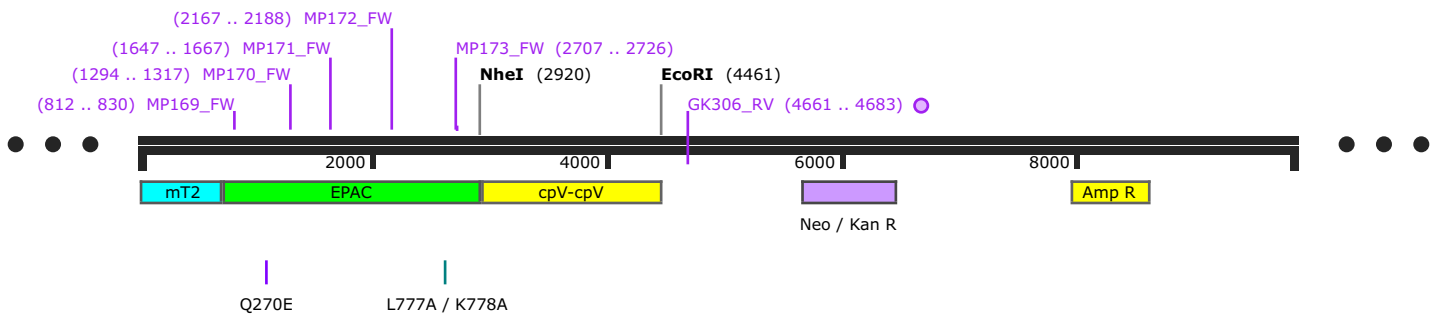 (2167 .. 2188) MP172_FW
(1647 .. 1667) MP171_FW MP173_FW (2707 .. 2726)
(1294 .. 1317) MP170_FW NheI (2920) EcoRI (4461)
(812 .. 830) MP169_FW GK306_RV (4661 .. 4683)
2000 4000 6000 8000
mT2 EPAC cpV-cpV Amp R
Neo / Kan R
Q270E L777A / K778A